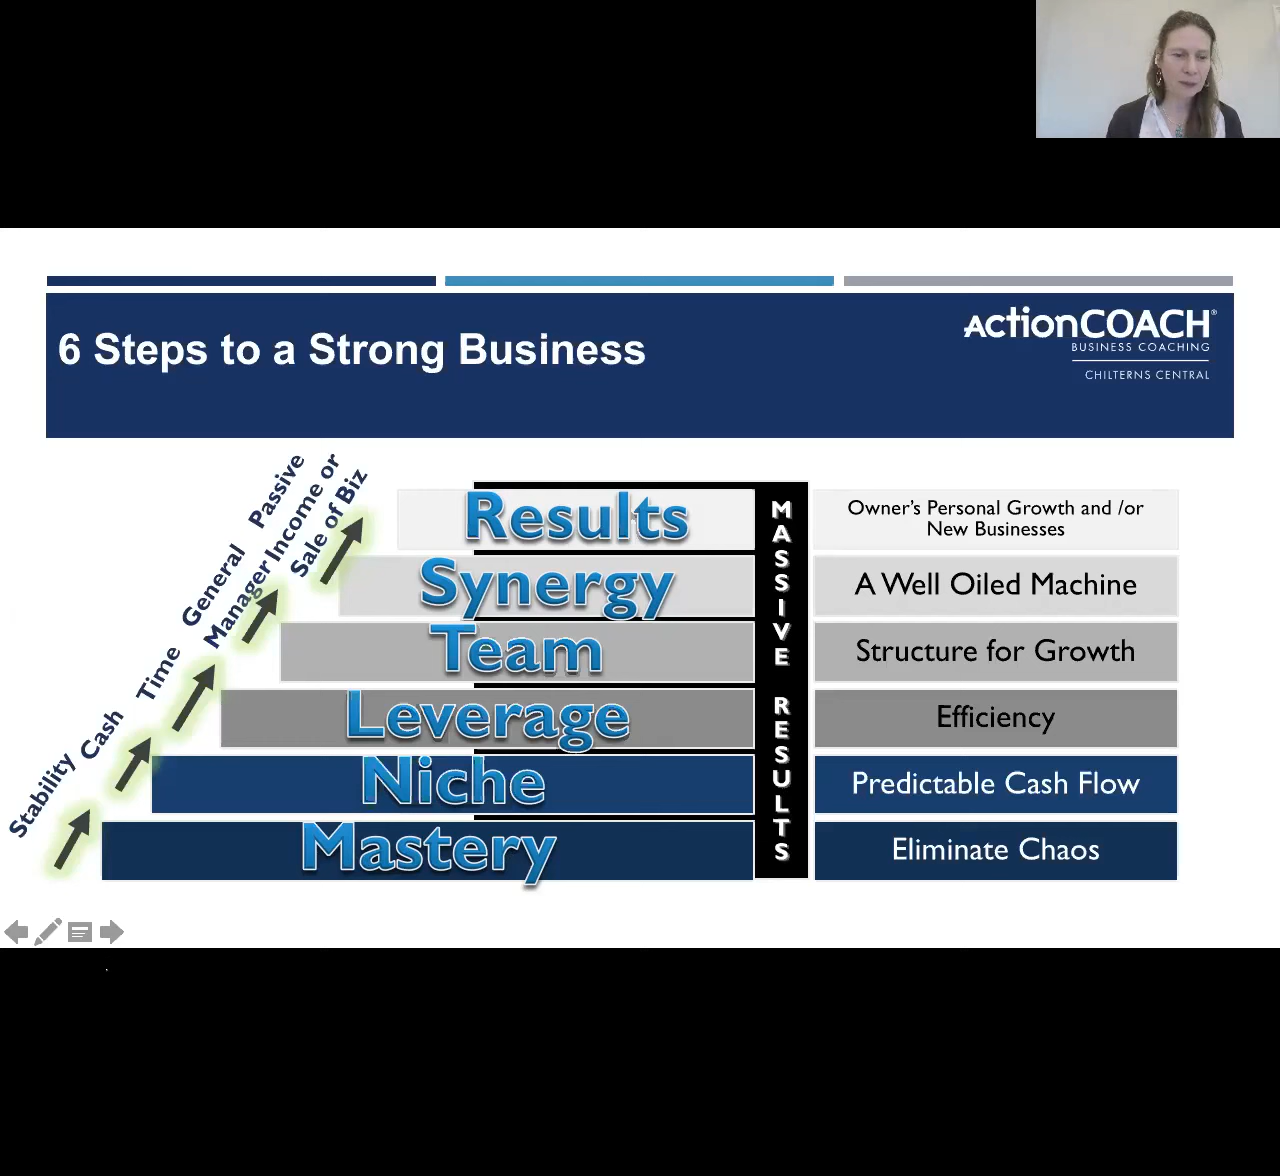 6 Steps to a Strong Business
ActionCOACH®
BUSINESS COACHING
CHILTERNS CENTRAL
Stability
Cash
Time
General
Manager
Passive
Income or
Sale of Biz
Results
Synergy
Team
Leverage
Niche
Mastery
MASSIVE RESULTS
Owner's Personal Growth and /or
New Businesses
A Well Oiled Machine
Structure for Growth
Efficiency
Predictable Cash Flow
Eliminate Chaos